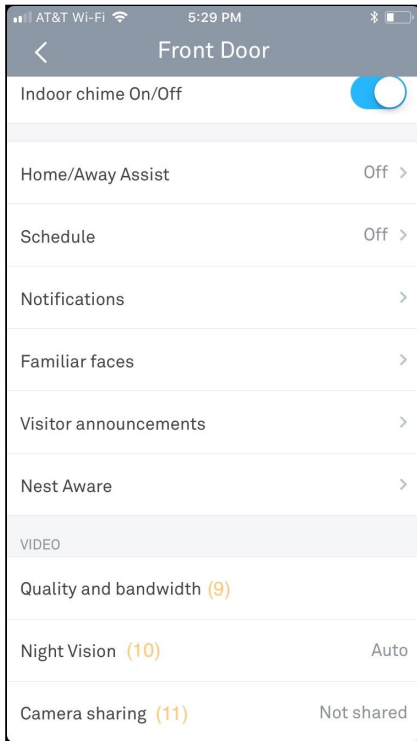 AT&T Wi-Fi 5:29 PM
Front Door
Indoor chime On/Off
Home/Away Assist Off
Schedule Off
Notifications
Familiar faces
Visitor announcements
Nest Aware
VIDEO
Quality and bandwidth (9)
Night Vision (10) Auto
Camera sharing (11) Not shared